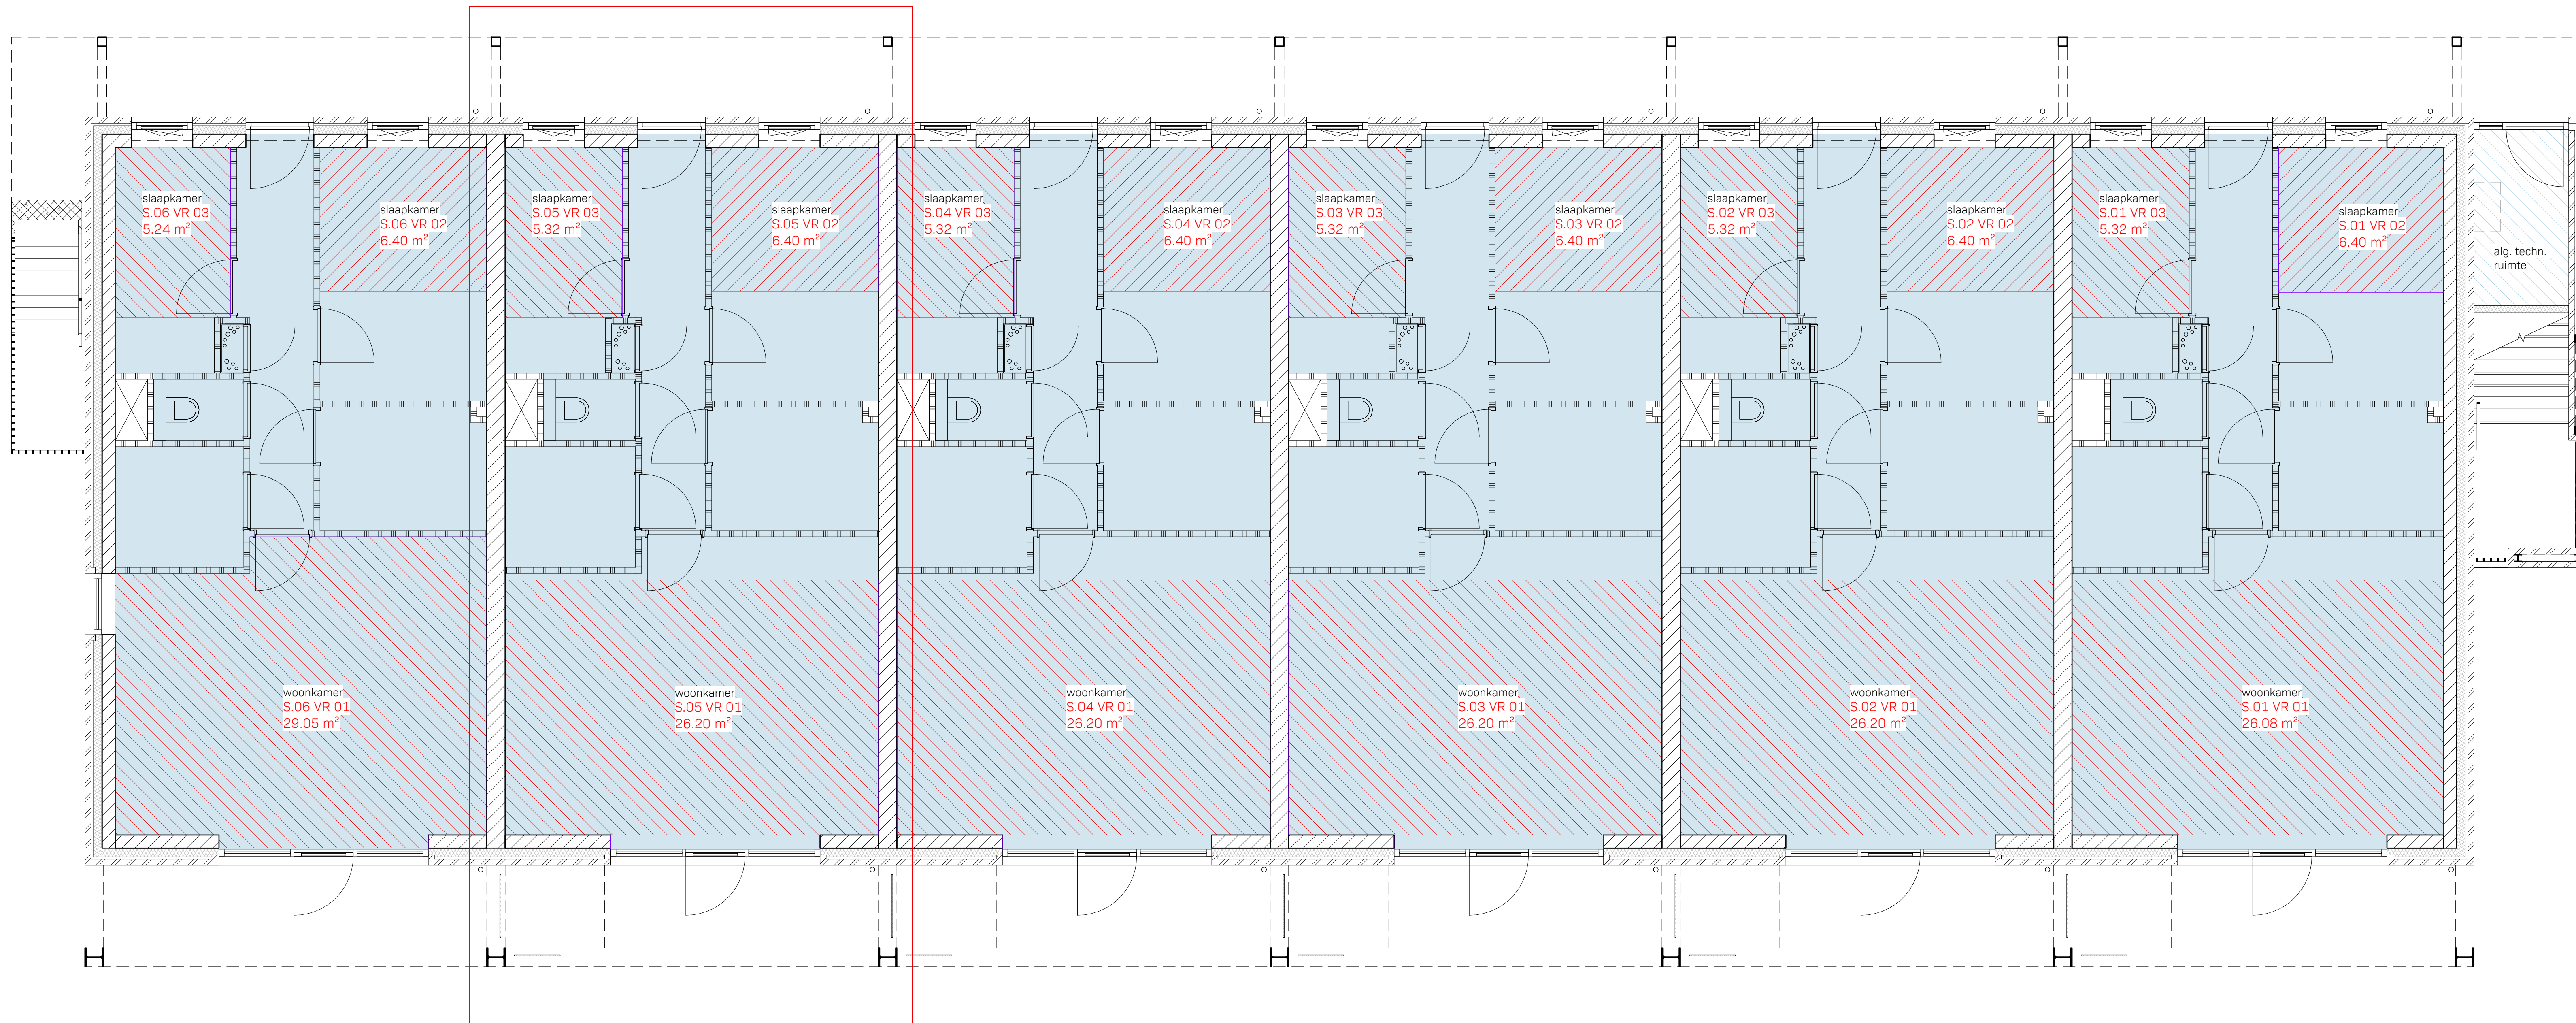 slaapkamer
S.06 VR 03
5.24 m²
slaapkamer
S.06 VR 02
6.40 m²
slaapkamer
S.05 VR 03
5.32 m²
slaapkamer
S.05 VR 02
6.40 m²
slaapkamer
S.04 VR 03
5.32 m²
slaapkamer
S.04 VR 02
6.40 m²
slaapkamer
S.03 VR 03
5.32 m²
slaapkamer
S.03 VR 02
6.40 m²
slaapkamer
S.02 VR 03
5.32 m²
slaapkamer
S.02 VR 02
6.40 m²
slaapkamer
S.01 VR 03
5.32 m²
slaapkamer
S.01 VR 02
6.40 m²
alg. techn.
ruimte
woonkamer
S.06 VR 01
29.05 m²
woonkamer
S.05 VR 01
26.20 m²
woonkamer
S.04 VR 01
26.20 m²
woonkamer
S.03 VR 01
26.20 m²
woonkamer
S.02 VR 01
26.20 m²
woonkamer
S.01 VR 01
26.08 m²